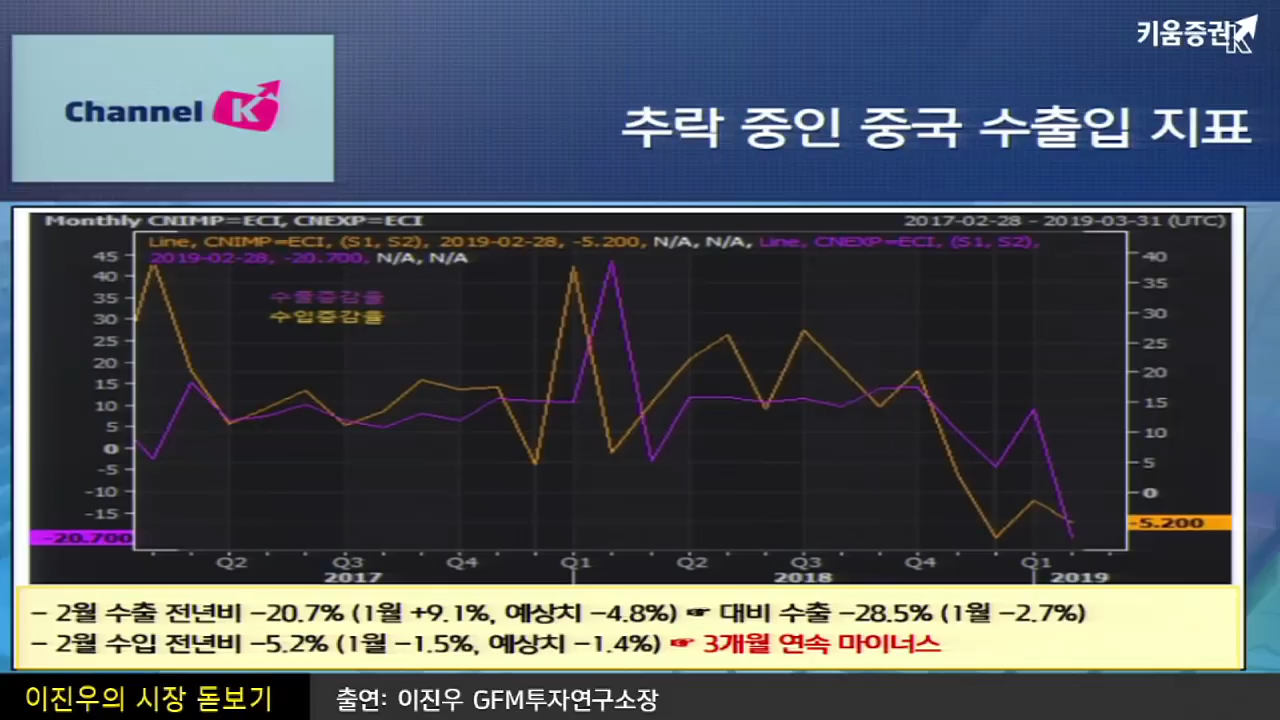 키움증권
Channel K
추락 중인 중국 수출입 지표
Monthly CNIMP=ECI, CNEXP=ECI
2017-02-28 - 2019-03-31 (UTC)
Line, CNIMP=ECI, (S1, S2), 2019-02-28, -5.200, N/A, N/A, Line, CNEXP=ECI, (S1, S2),
2019-02-28, -20.700, N/A, N/A
수출증감율
수입증감율
45
40
35
30
25
20
15
10
5
0
-5
-10
-15
-20.700
40
35
30
25
20
15
10
5
0
-5.200
Q2 Q3 Q4 Q1 Q2 Q3 Q4 Q1
2017 2018 2019
- 2월 수출 전년비 -20.7% (1월 +9.1%, 예상치 -4.8%) ☞ 대비 수출 -28.5% (1월 -2.7%)
- 2월 수입 전년비 -5.2% (1월 -1.5%, 예상치 -1.4%) ☞ 3개월 연속 마이너스
이진우의 시장 돋보기
출연: 이진우 GFM투자연구소장